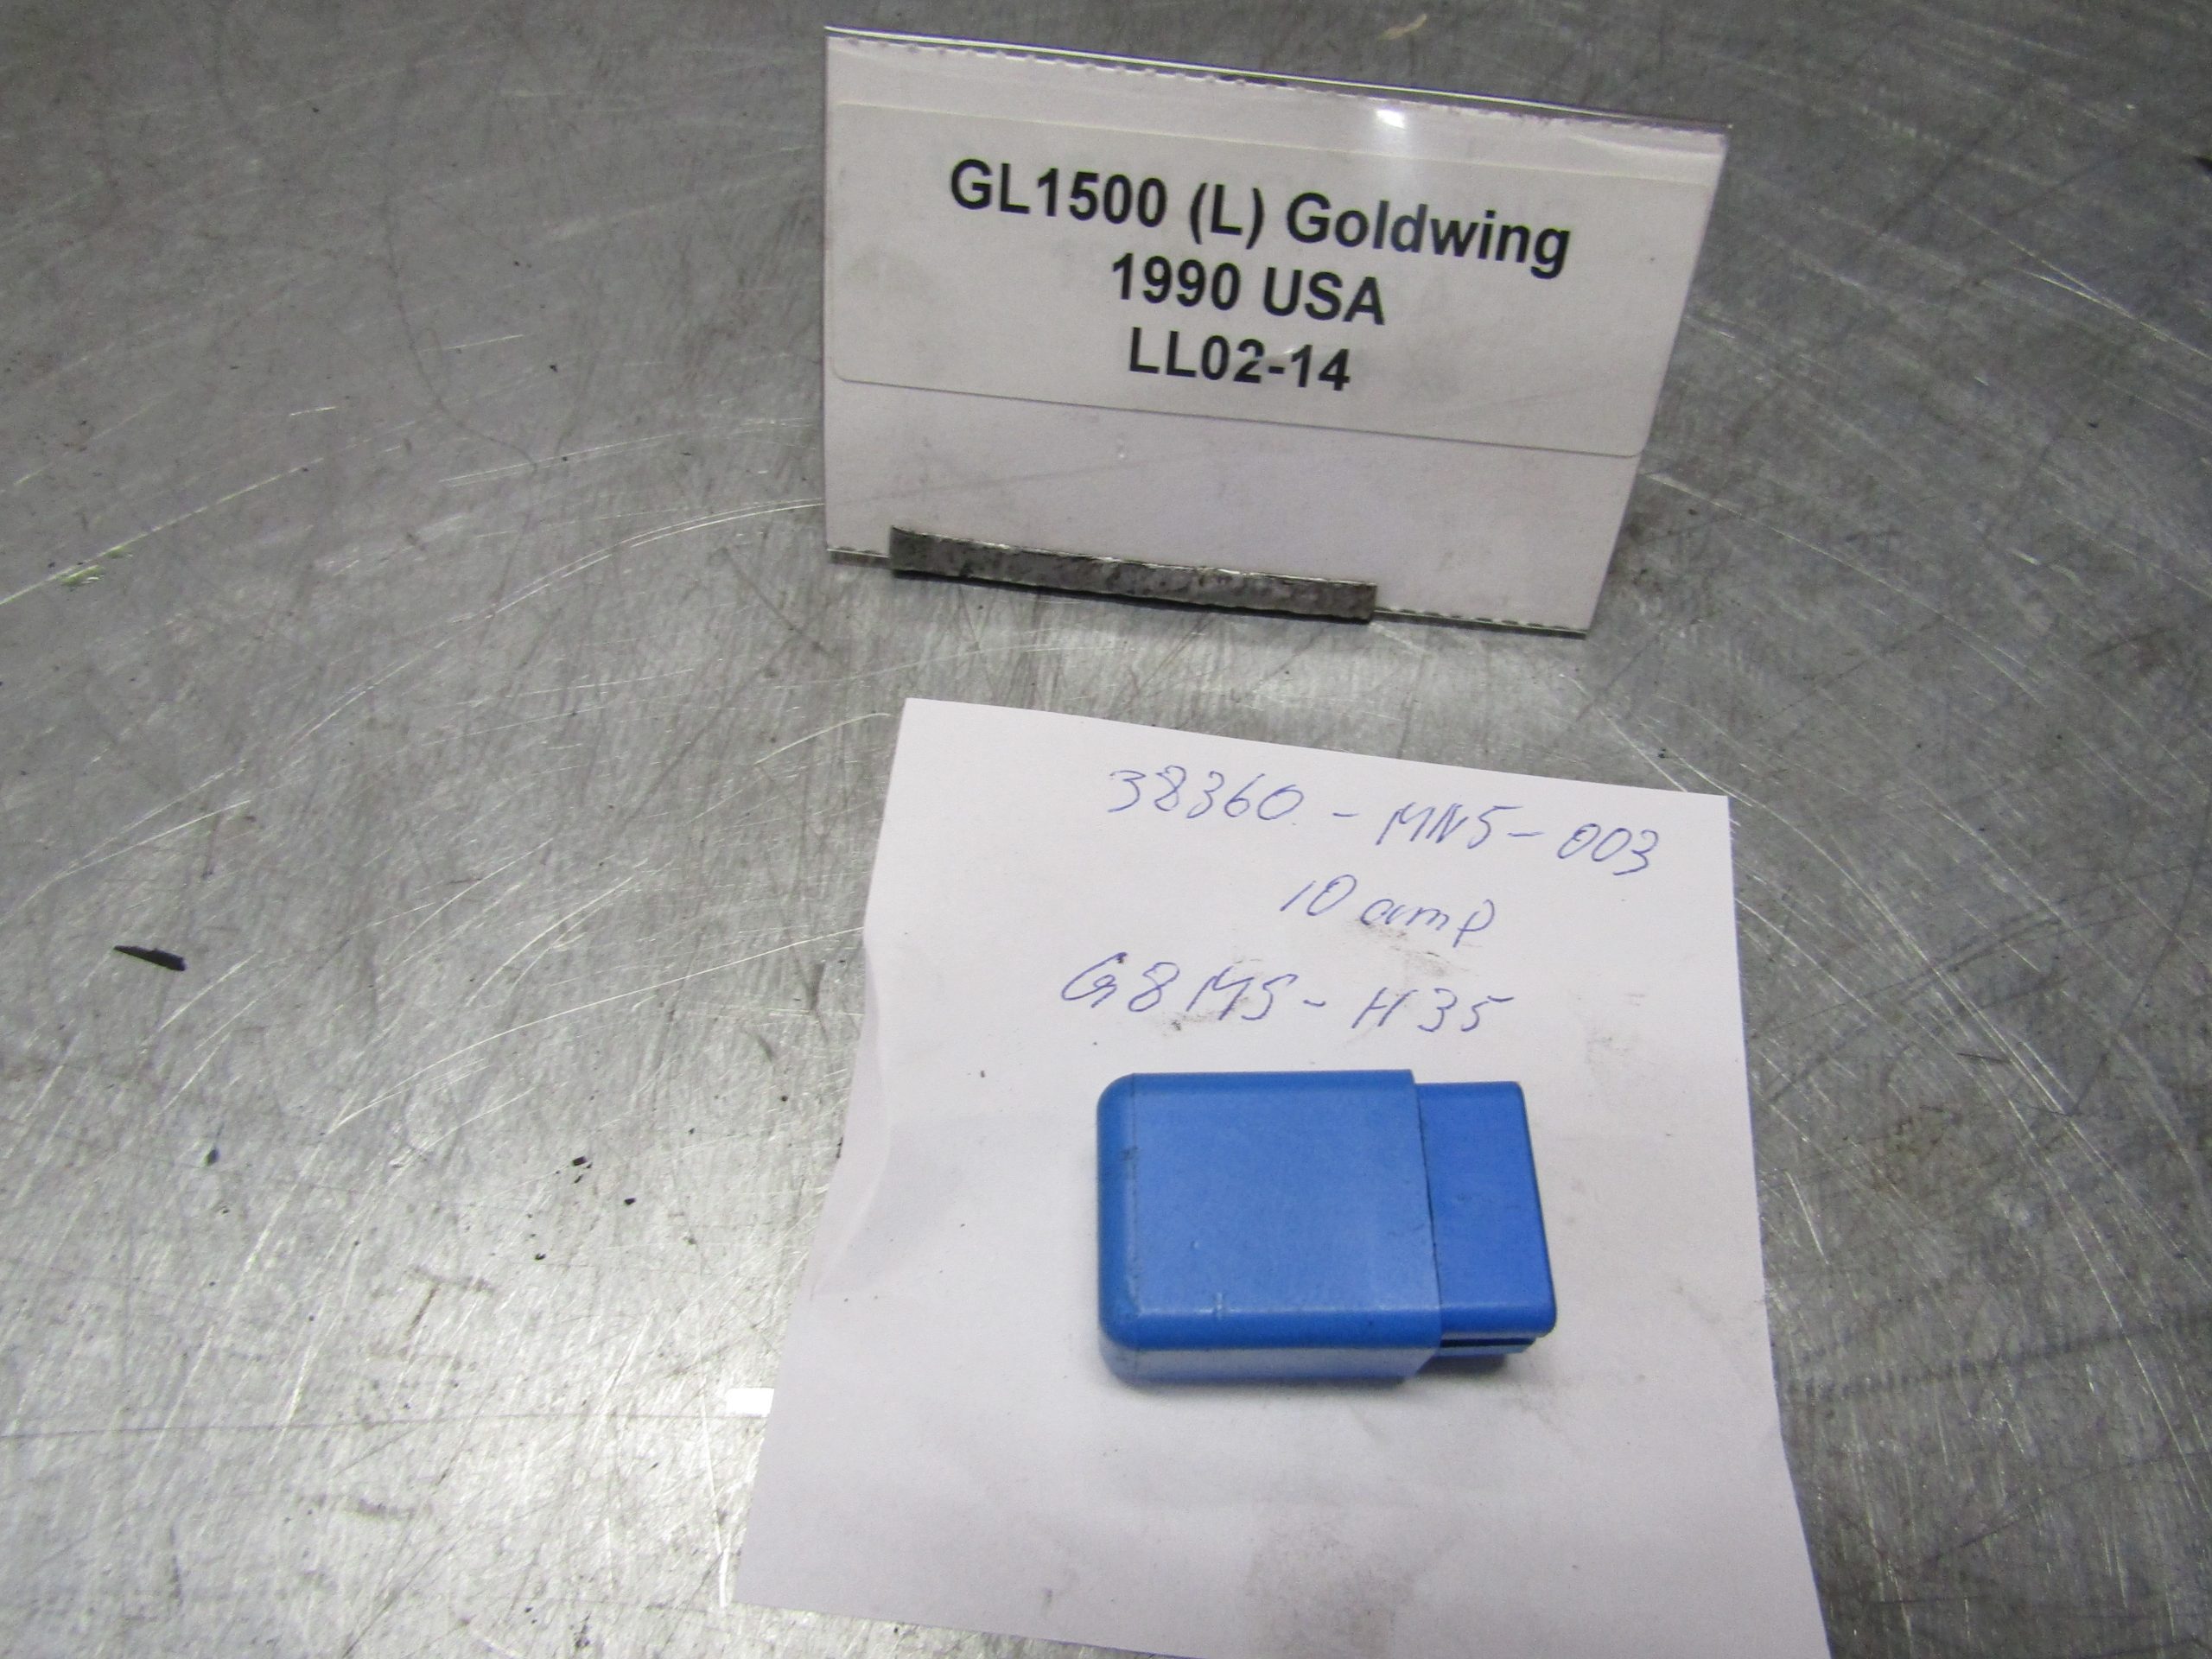 GL1500 (L) Goldwing
1990 USA
LL02-14
38360-MN5-003
10 amp
G8MS-H35